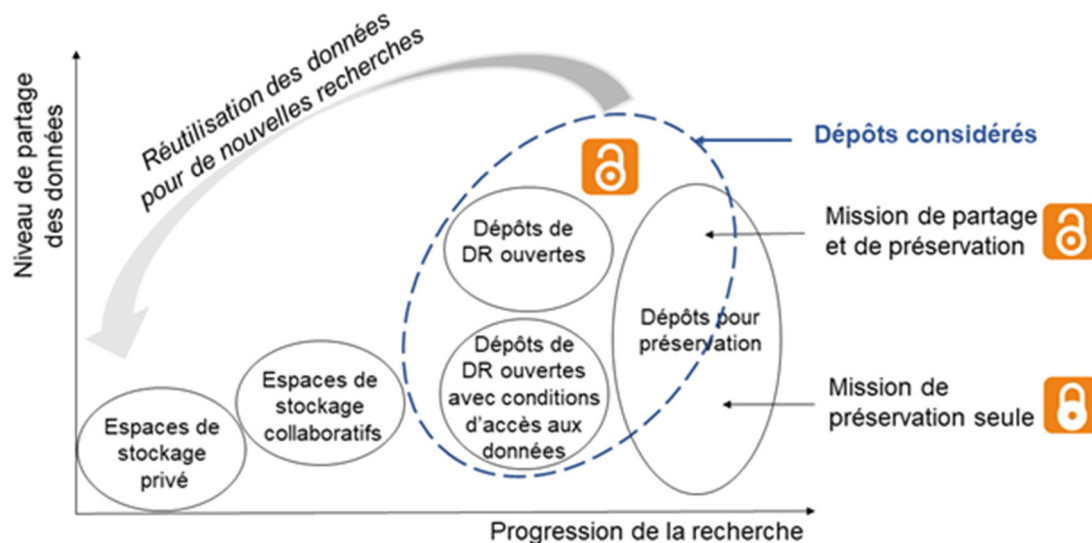 Niveau de partage
des données
Réutilisation des données
pour de nouvelles recherches
Dépôts considérés
Dépôts de
DR ouvertes
Mission de partage
et de préservation
Dépôts pour
préservation
Dépôts de
DR ouvertes
avec conditions
d'accès aux
données
Espaces de
stockage
collaboratifs
Espaces de
stockage
privé
Mission de
préservation seule
Progression de la recherche